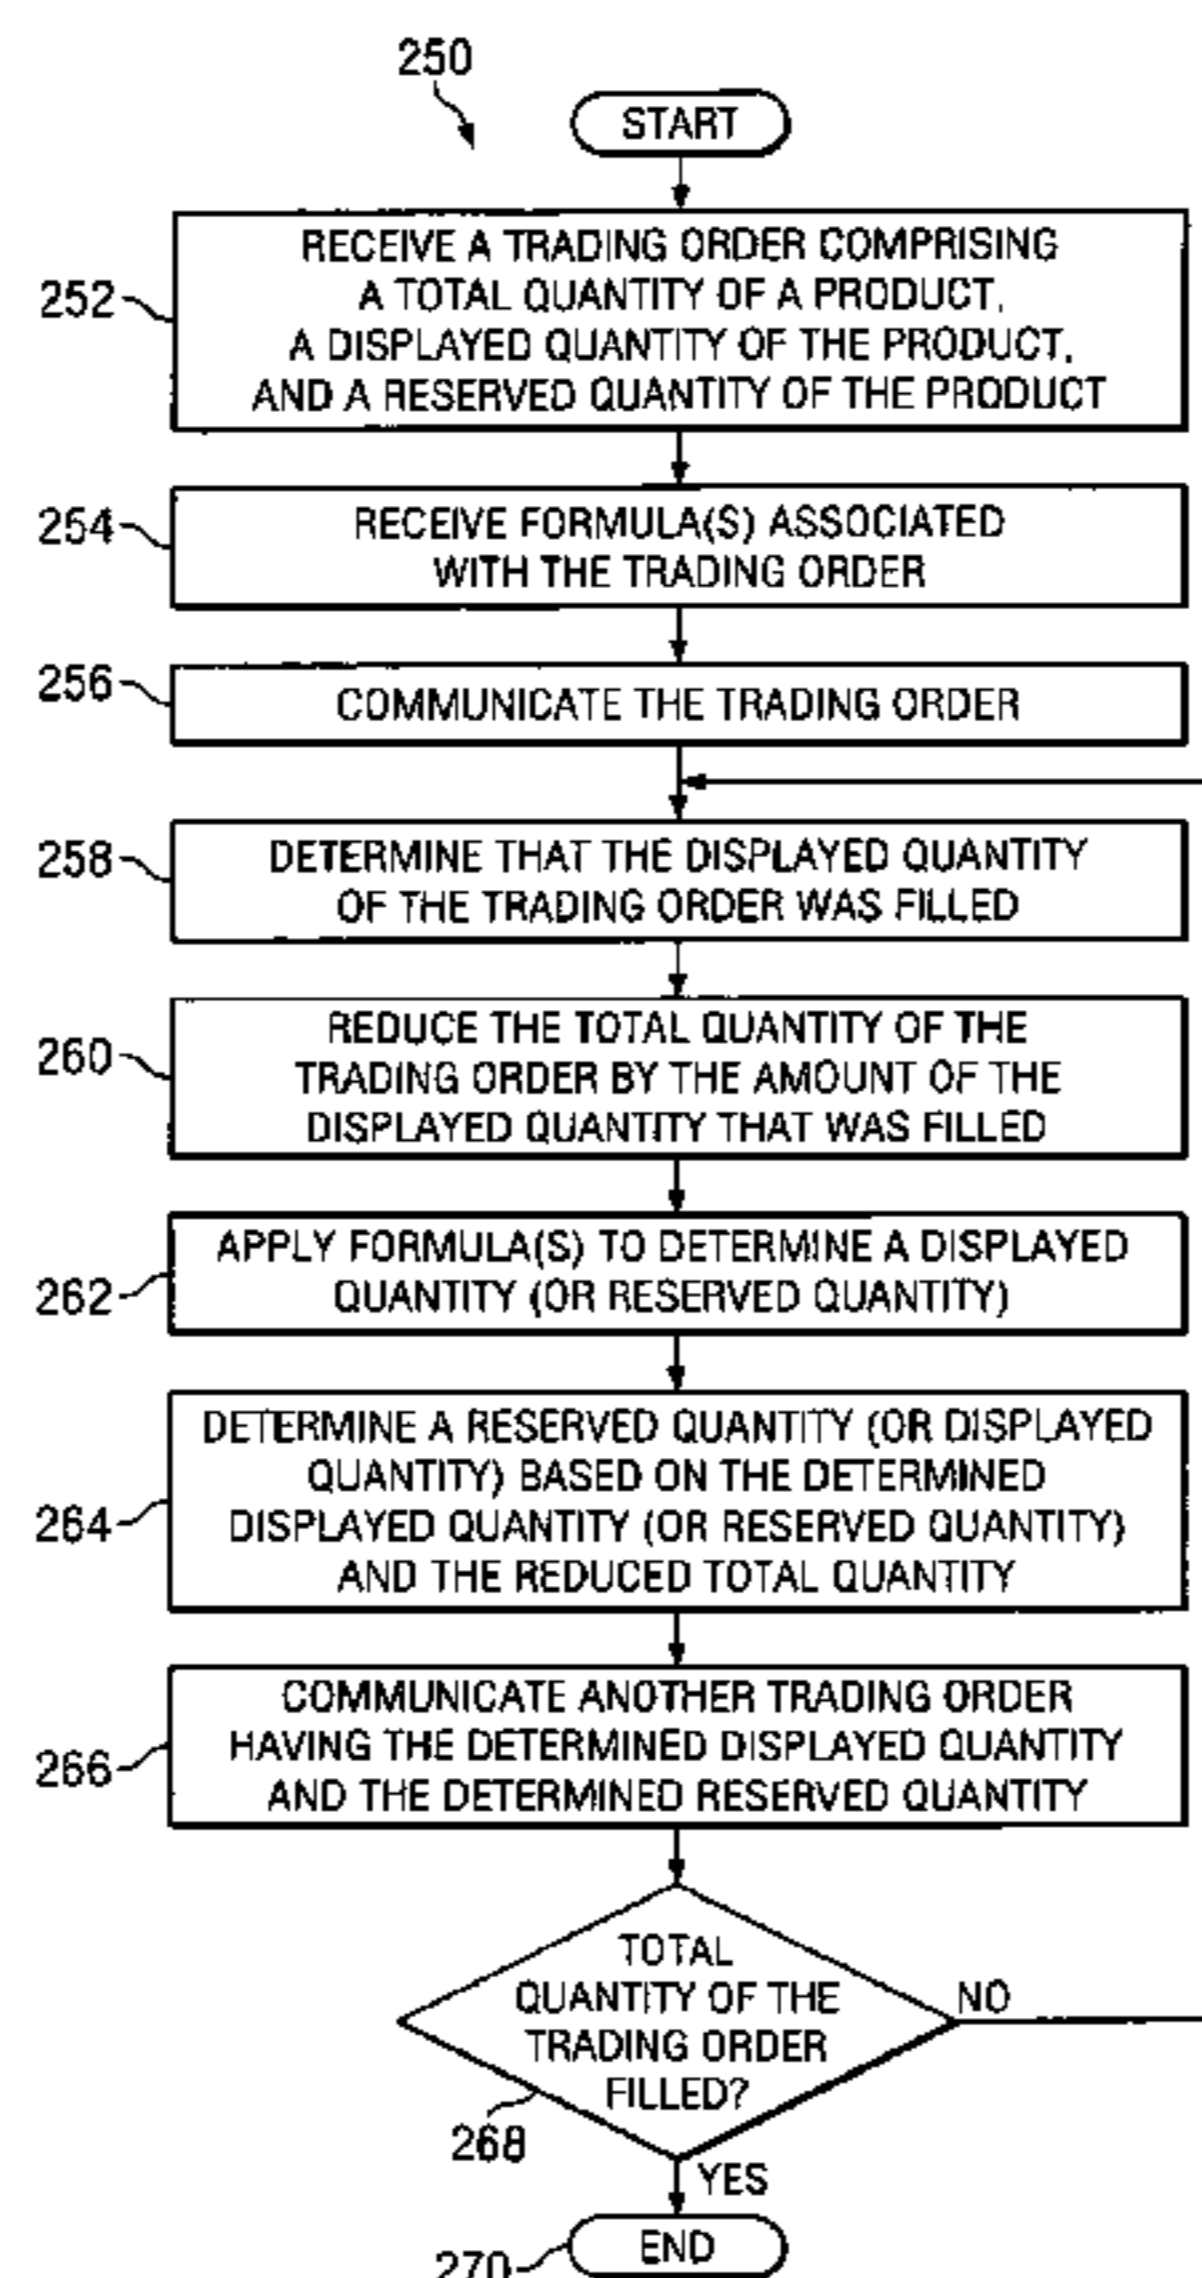 250
START
252
RECEIVE A TRADING ORDER COMPRISING
A TOTAL QUANTITY OF A PRODUCT,
A DISPLAYED QUANTITY OF THE PRODUCT,
AND A RESERVED QUANTITY OF THE PRODUCT
254
RECEIVE FORMULA(S) ASSOCIATED
WITH THE TRADING ORDER
256
COMMUNICATE THE TRADING ORDER
258
DETERMINE THAT THE DISPLAYED QUANTITY
OF THE TRADING ORDER WAS FILLED
260
REDUCE THE TOTAL QUANTITY OF THE
TRADING ORDER BY THE AMOUNT OF THE
DISPLAYED QUANTITY THAT WAS FILLED
262
APPLY FORMULA(S) TO DETERMINE A DISPLAYED
QUANTITY (OR RESERVED QUANTITY)
264
DETERMINE A RESERVED QUANTITY (OR DISPLAYED
QUANTITY) BASED ON THE DETERMINED
DISPLAYED QUANTITY (OR RESERVED QUANTITY)
AND THE REDUCED TOTAL QUANTITY
266
COMMUNICATE ANOTHER TRADING ORDER
HAVING THE DETERMINED DISPLAYED QUANTITY
AND THE DETERMINED RESERVED QUANTITY
TOTAL
QUANTITY OF THE
TRADING ORDER
FILLED?
NO
268
YES
END
270